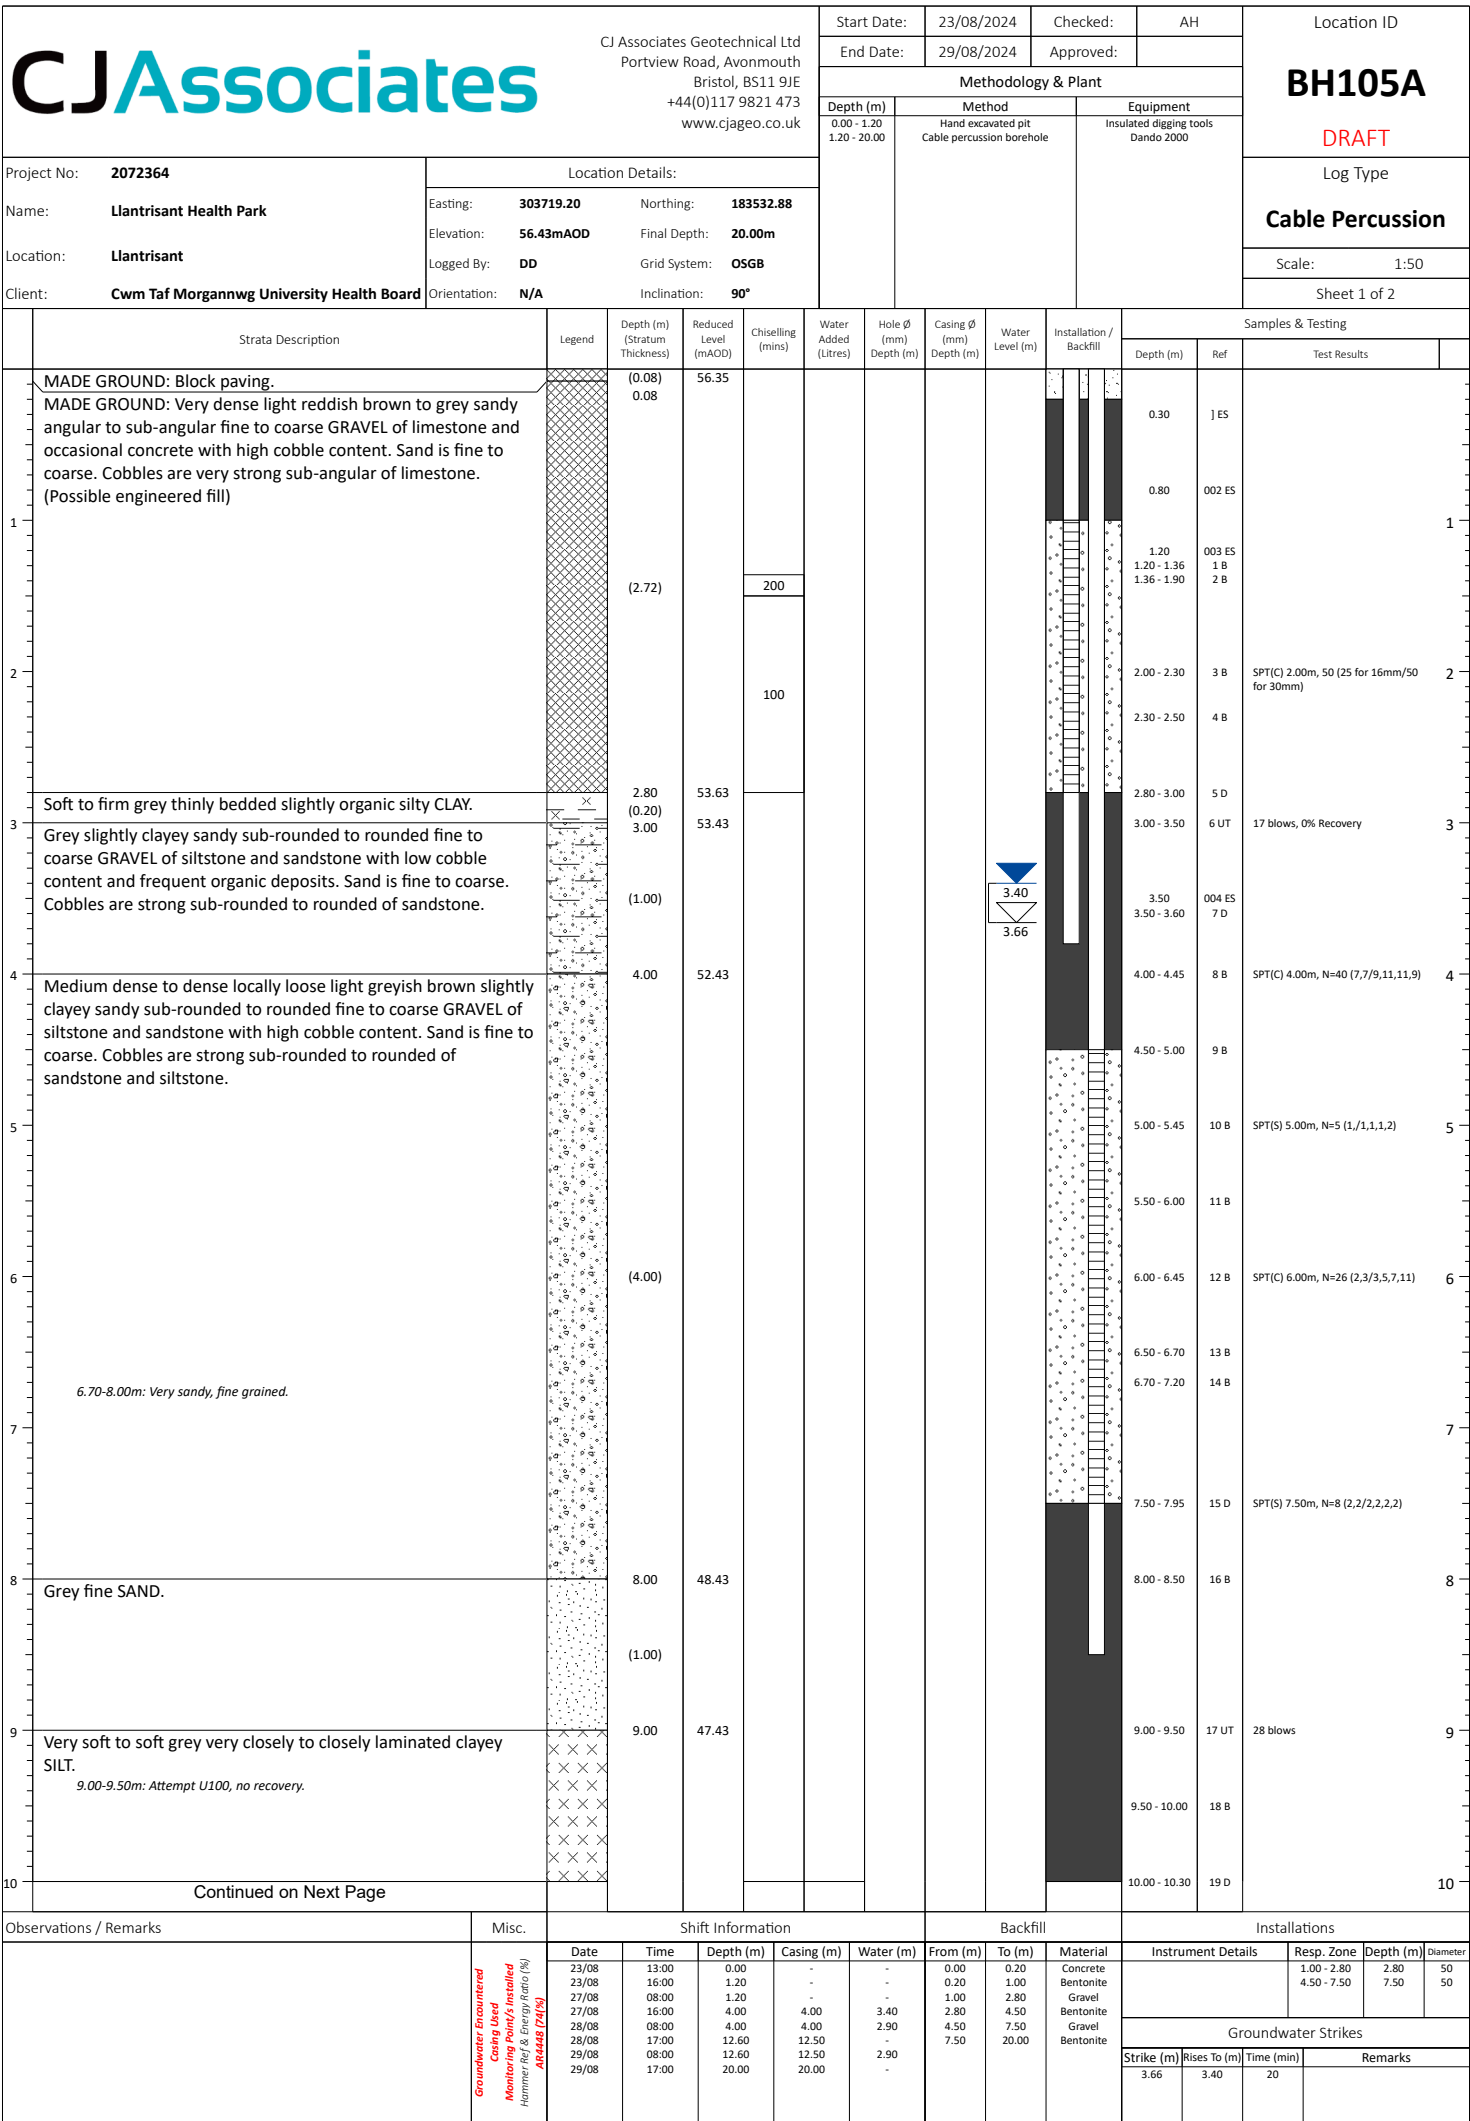 CJAssociates
CJ Associates Geotechnical Ltd
Portview Road, Avonmouth
Bristol, BS11 9JE
+44(0)117 9821 473
www.cjageo.co.uk
Start Date: 23/08/2024 Checked: AH
End Date: 29/08/2024 Approved:
Methodology & Plant
Depth (m) Method Equipment
0.00 - 1.20 Hand excavated pit Insulated digging tools
1.20 - 20.00 Cable percussion borehole Dando 2000
Location ID
BH105A
DRAFT
Log Type
Cable Percussion
Scale: 1:50
Sheet 1 of 2
Project No: 2072364
Name: Llantrisant Health Park
Location: Llantrisant
Client: Cwm Taf Morgannwg University Health Board
Location Details:
Easting: 303719.20 Northing: 183532.88
Elevation: 56.43mAOD Final Depth: 20.00m
Logged By: DD Grid System: OSGB
Orientation: N/A Inclination: 90°
Strata Description
Legend
Depth (m)
(Stratum
Thickness)
Reduced
Level
(mAOD)
Chiselling
(mins)
Water
Added
(Litres)
Hole Ø
(mm)
Depth (m)
Casing Ø
(mm)
Depth (m)
Water
Level (m)
Installation /
Backfill
Samples & Testing
Depth (m) Ref Test Results
MADE GROUND: Block paving.
(0.08) 56.35
0.08
MADE GROUND: Very dense light reddish brown to grey sandy
angular to sub-angular fine to coarse GRAVEL of limestone and
occasional concrete with high cobble content. Sand is fine to
coarse. Cobbles are very strong sub-angular of limestone.
(Possible engineered fill)
0.30 ] ES
0.80 002 ES
1 1
1.20 003 ES
1.20 - 1.36 1 B
1.36 - 1.90 2 B
(2.72) 200
2 2.00 - 2.30 3 B SPT(C) 2.00m, 50 (25 for 16mm/50 2
for 30mm)
100
2.30 - 2.50 4 B
2.80 53.63 2.80 - 3.00 5 D
Soft to firm grey thinly bedded slightly organic silty CLAY.
(0.20)
3 3.00 53.43 3.00 - 3.50 6 UT 17 blows, 0% Recovery 3
Grey slightly clayey sandy sub-rounded to rounded fine to
coarse GRAVEL of siltstone and sandstone with low cobble
content and frequent organic deposits. Sand is fine to coarse.
Cobbles are strong sub-rounded to rounded of sandstone.
3.40
(1.00) 3.50 004 ES
3.50 - 3.60 7 D
3.66
4 4.00 52.43 4.00 - 4.45 8 B SPT(C) 4.00m, N=40 (7,7/9,11,11,9) 4
Medium dense to dense locally loose light greyish brown slightly
clayey sandy sub-rounded to rounded fine to coarse GRAVEL of
siltstone and sandstone with high cobble content. Sand is fine to
coarse. Cobbles are strong sub-rounded to rounded of
sandstone and siltstone.
4.50 - 5.00 9 B
5 5.00 - 5.45 10 B SPT(S) 5.00m, N=5 (1,/1,1,1,2) 5
5.50 - 6.00 11 B
6 (4.00) 6.00 - 6.45 12 B SPT(C) 6.00m, N=26 (2,3/3,5,7,11) 6
6.50 - 6.70 13 B
6.70-8.00m: Very sandy, fine grained.
6.70 - 7.20 14 B
7 7
7.50 - 7.95 15 D SPT(S) 7.50m, N=8 (2,2/2,2,2,2)
8 8.00 48.43 8.00 - 8.50 16 B 8
Grey fine SAND.
(1.00)
9 9.00 47.43 9.00 - 9.50 17 UT 28 blows 9
Very soft to soft grey very closely to closely laminated clayey
SILT.
9.00-9.50m: Attempt U100, no recovery.
9.50 - 10.00 18 B
10 10.00 - 10.30 19 D 10
Continued on Next Page
Observations / Remarks
Misc.
Groundwater Encountered
Casing Used
Monitoring Point/s Installed
Hammer Ref & Energy Ratio (%)
AR4448 (74(%)
Shift Information
Date Time Depth (m) Casing (m) Water (m)
23/08 13:00 0.00 - -
23/08 16:00 1.20 - -
27/08 08:00 1.20 - -
27/08 16:00 4.00 4.00 3.40
28/08 08:00 4.00 4.00 2.90
28/08 17:00 12.60 12.50 -
29/08 08:00 12.60 12.50 2.90
29/08 17:00 20.00 20.00 -
Backfill
From (m) To (m) Material
0.00 0.20 Concrete
0.20 1.00 Bentonite
1.00 2.80 Gravel
2.80 4.50 Bentonite
4.50 7.50 Gravel
7.50 20.00 Bentonite
Installations
Instrument Details Resp. Zone Depth (m) Diameter
1.00 - 2.80 2.80 50
4.50 - 7.50 7.50 50
Groundwater Strikes
Strike (m) Rises To (m) Time (min) Remarks
3.66 3.40 20